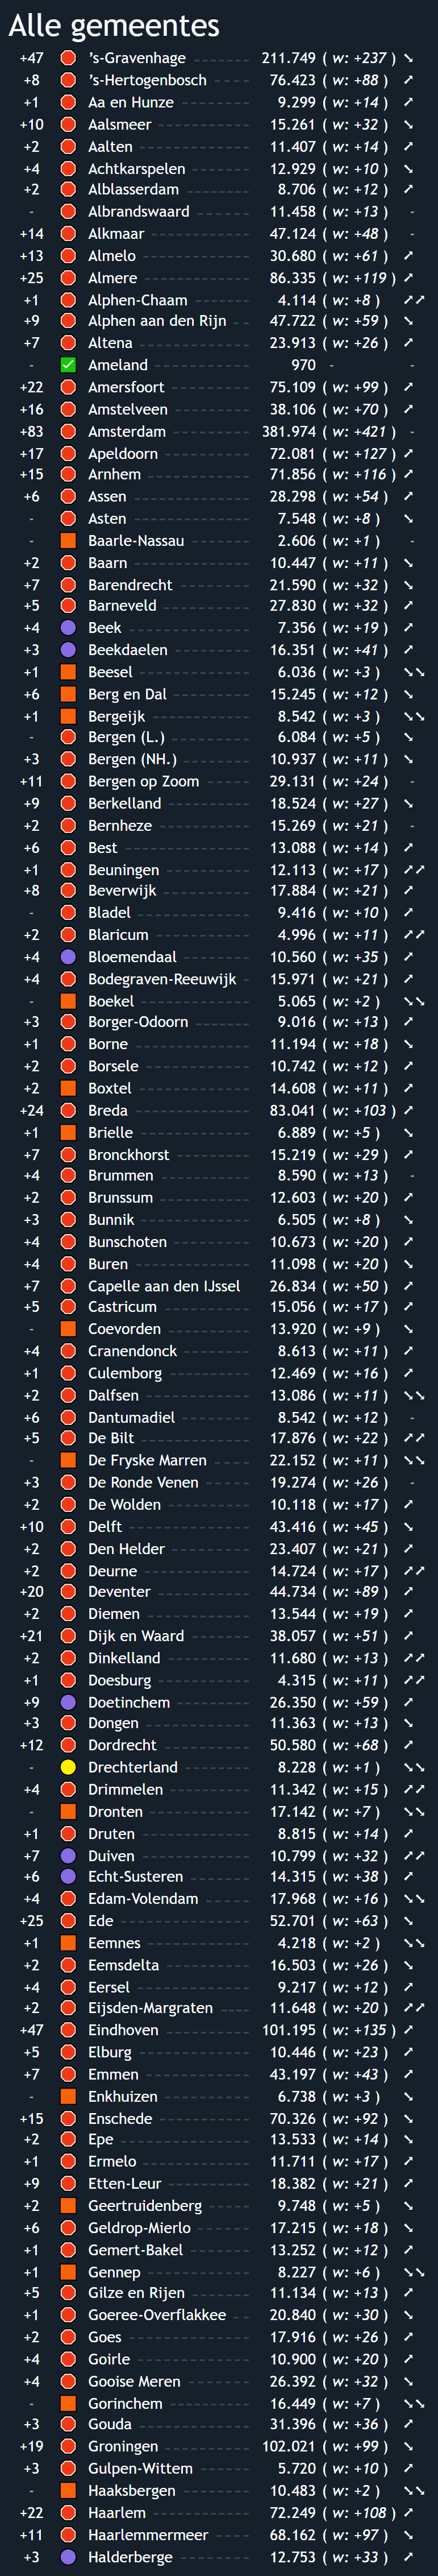 Alle gemeentes
+47 ’s-Gravenhage 211.749 ( w: +237 )
+8 ’s-Hertogenbosch 76.423 ( w: +88 )
+1 Aa en Hunze 9.299 ( w: +14 )
+10 Aalsmeer 15.261 ( w: +32 )
+2 Aalten 11.407 ( w: +14 )
+4 Achtkarspelen 12.929 ( w: +10 )
+2 Alblasserdam 8.706 ( w: +12 )
- Albrandswaard 11.458 ( w: +13 ) -
+14 Alkmaar 47.124 ( w: +48 ) -
+13 Almelo 30.680 ( w: +61 )
+25 Almere 86.335 ( w: +119 )
+1 Alphen-Chaam 4.114 ( w: +8 )
+9 Alphen aan den Rijn 47.722 ( w: +59 )
+7 Altena 23.913 ( w: +26 )
- Ameland 970 - -
+22 Amersfoort 75.109 ( w: +99 )
+16 Amstelveen 38.106 ( w: +70 )
+83 Amsterdam 381.974 ( w: +421 ) -
+17 Apeldoorn 72.081 ( w: +127 )
+15 Arnhem 71.856 ( w: +116 )
+6 Assen 28.298 ( w: +54 )
- Asten 7.548 ( w: +8 )
- Baarle-Nassau 2.606 ( w: +1 ) -
+2 Baarn 10.447 ( w: +11 )
+7 Barendrecht 21.590 ( w: +32 )
+5 Barneveld 27.830 ( w: +32 )
+4 Beek 7.356 ( w: +19 )
+3 Beekdaelen 16.351 ( w: +41 )
+1 Beesel 6.036 ( w: +3 )
+6 Berg en Dal 15.245 ( w: +12 )
+1 Bergeijk 8.542 ( w: +3 )
- Bergen (L.) 6.084 ( w: +5 )
+3 Bergen (NH.) 10.937 ( w: +11 )
+11 Bergen op Zoom 29.131 ( w: +24 ) -
+9 Berkelland 18.524 ( w: +27 )
+2 Bernheze 15.269 ( w: +21 ) -
+6 Best 13.088 ( w: +14 )
+1 Beuningen 12.113 ( w: +17 )
+8 Beverwijk 17.884 ( w: +21 )
- Bladel 9.416 ( w: +10 )
+2 Blaricum 4.996 ( w: +11 )
+4 Bloemendaal 10.560 ( w: +35 )
+4 Bodegraven-Reeuwijk 15.971 ( w: +21 )
- Boekel 5.065 ( w: +2 )
+3 Borger-Odoorn 9.016 ( w: +13 )
+1 Borne 11.194 ( w: +18 )
+2 Borsele 10.742 ( w: +12 )
+2 Boxtel 14.608 ( w: +11 )
+24 Breda 83.041 ( w: +103 )
+1 Brielle 6.889 ( w: +5 )
+7 Bronckhorst 15.219 ( w: +29 )
+4 Brummen 8.590 ( w: +13 ) -
+2 Brunssum 12.603 ( w: +20 )
+3 Bunnik 6.505 ( w: +8 )
+4 Bunschoten 10.673 ( w: +20 )
+4 Buren 11.098 ( w: +20 )
+7 Capelle aan den IJssel 26.834 ( w: +50 )
+5 Castricum 15.056 ( w: +17 )
- Coevorden 13.920 ( w: +9 )
+4 Cranendonck 8.613 ( w: +11 )
+1 Culemborg 12.469 ( w: +16 )
+2 Dalfsen 13.086 ( w: +11 )
+6 Dantumadiel 8.542 ( w: +12 ) -
+5 De Bilt 17.876 ( w: +22 )
- De Fryske Marren 22.152 ( w: +11 )
+3 De Ronde Venen 19.274 ( w: +26 ) -
+2 De Wolden 10.118 ( w: +17 )
+10 Delft 43.416 ( w: +45 )
+2 Den Helder 23.407 ( w: +21 )
+2 Deurne 14.724 ( w: +17 )
+20 Deventer 44.734 ( w: +89 )
+2 Diemen 13.544 ( w: +19 )
+21 Dijk en Waard 38.057 ( w: +51 )
+2 Dinkelland 11.680 ( w: +13 )
+1 Doesburg 4.315 ( w: +11 )
+9 Doetinchem 26.350 ( w: +59 )
+3 Dongen 11.363 ( w: +13 )
+12 Dordrecht 50.580 ( w: +68 )
- Drechterland 8.228 ( w: +1 )
+4 Drimmelen 11.342 ( w: +15 )
- Dronten 17.142 ( w: +7 )
+1 Druten 8.815 ( w: +14 )
+7 Duiven 10.799 ( w: +32 )
+6 Echt-Susteren 14.315 ( w: +38 )
+4 Edam-Volendam 17.968 ( w: +16 )
+25 Ede 52.701 ( w: +63 )
+1 Eemnes 4.218 ( w: +2 )
+2 Eemsdelta 16.503 ( w: +26 )
+4 Eersel 9.217 ( w: +12 )
+2 Eijsden-Margraten 11.648 ( w: +20 )
+47 Eindhoven 101.195 ( w: +135 )
+5 Elburg 10.446 ( w: +23 )
+7 Emmen 43.197 ( w: +43 )
- Enkhuizen 6.738 ( w: +3 )
+15 Enschede 70.326 ( w: +92 )
+2 Epe 13.533 ( w: +14 )
+1 Ermelo 11.711 ( w: +17 )
+9 Etten-Leur 18.382 ( w: +21 )
+2 Geertruidenberg 9.748 ( w: +5 )
+6 Geldrop-Mierlo 17.215 ( w: +18 )
+1 Gemert-Bakel 13.252 ( w: +12 )
+1 Gennep 8.227 ( w: +6 )
+5 Gilze en Rijen 11.134 ( w: +13 )
+1 Goeree-Overflakkee 20.840 ( w: +30 )
+2 Goes 17.916 ( w: +26 )
+4 Goirle 10.900 ( w: +20 )
+4 Gooise Meren 26.392 ( w: +32 )
- Gorinchem 16.449 ( w: +7 )
+3 Gouda 31.396 ( w: +36 )
+19 Groningen 102.021 ( w: +99 )
+3 Gulpen-Wittem 5.720 ( w: +10 )
- Haaksbergen 10.483 ( w: +2 )
+22 Haarlem 72.249 ( w: +108 )
+11 Haarlemmermeer 68.162 ( w: +97 )
+3 Halderberge 12.753 ( w: +33 )